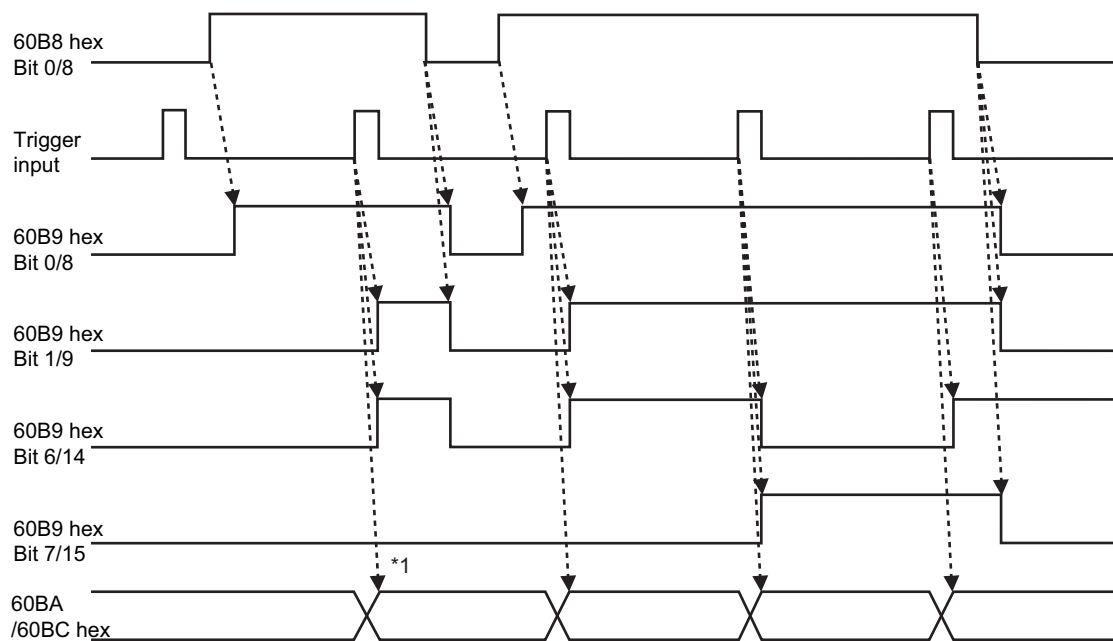 60B8 hex
Bit 0/8
Trigger
input
60B9 hex
Bit 0/8
60B9 hex
Bit 1/9
60B9 hex
Bit 6/14
60B9 hex
Bit 7/15
*1
60BA
/60BC hex